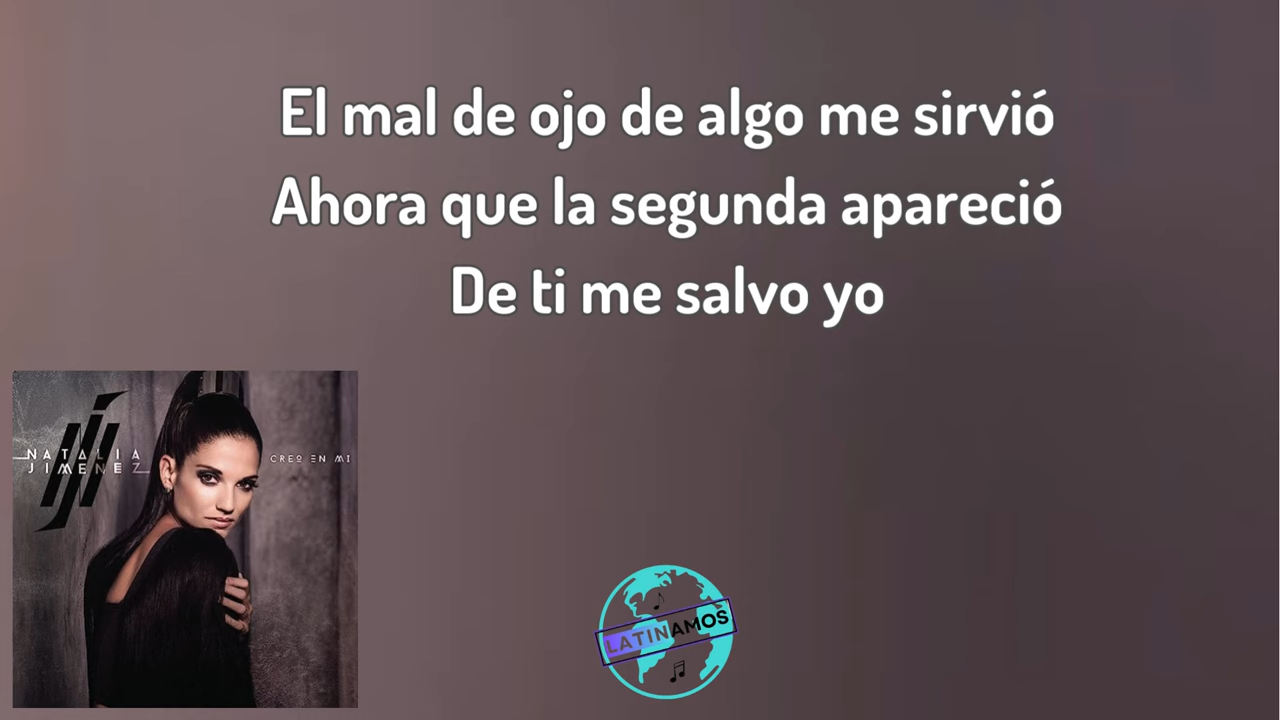 El mal de ojo de algo me sirvió
Ahora que la segunda apareció
De ti me salvo yo
NATALIA
JIMENEZ
CREO EN MI
LATINAMOS